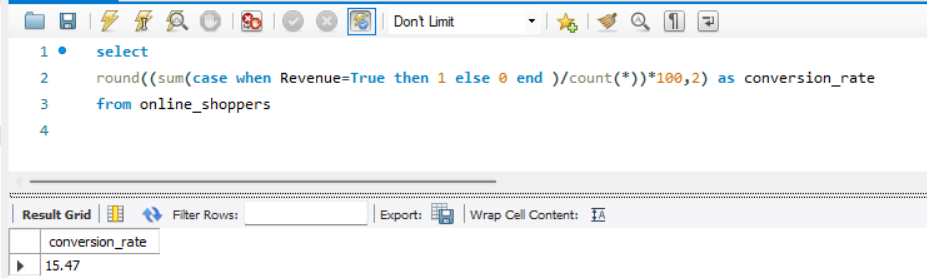 Don't Limit
1 select
2 round((sum(case when Revenue=True then 1 else 0 end )/count(*))*100,2) as conversion_rate
3 from online_shoppers
4
Result Grid Filter Rows: Export: Wrap Cell Content: IA
conversion_rate
15.47